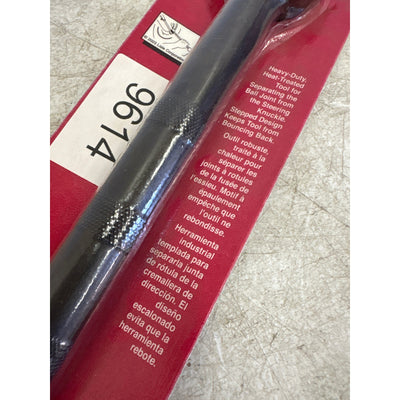 9614
Heavy-Duty,
Heat-Treated
Tool for
Separating the
Ball Joint from
the Steering
Knuckle.
Stepped Design
Keeps Tool from
Bouncing Back.
Outil robuste,
traité à la
chaleur pour
séparer les
joints à rotules
de la fusée de
l'essieu. Motif à
épaulement
empêche que
l'outil ne
rebondisse.
Herramienta
industrial
templada para
separarla junta
de rótula de la
cremallera de
dirección. El
diseño
escalonado
evita que la
herramienta
rebote.